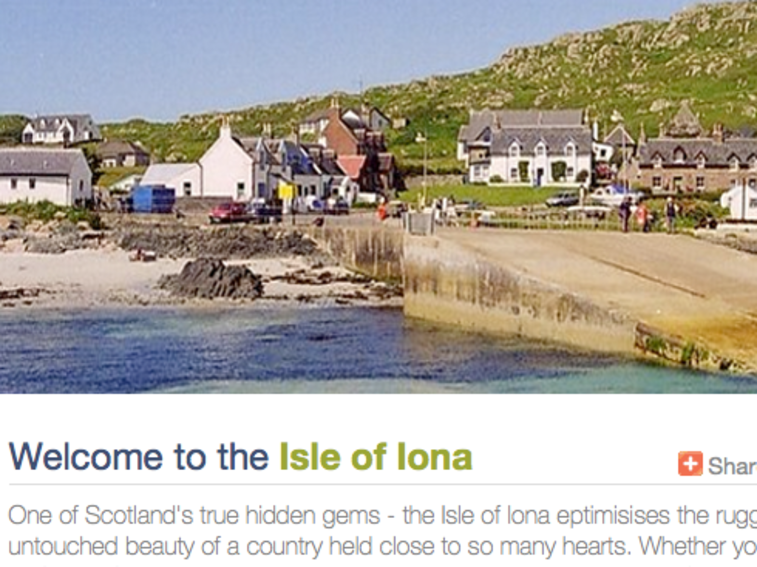 Welcome to the Isle of Iona
Shar
One of Scotland's true hidden gems - the Isle of Iona eptimisises the rugg
untouched beauty of a country held close to so many hearts. Whether yo